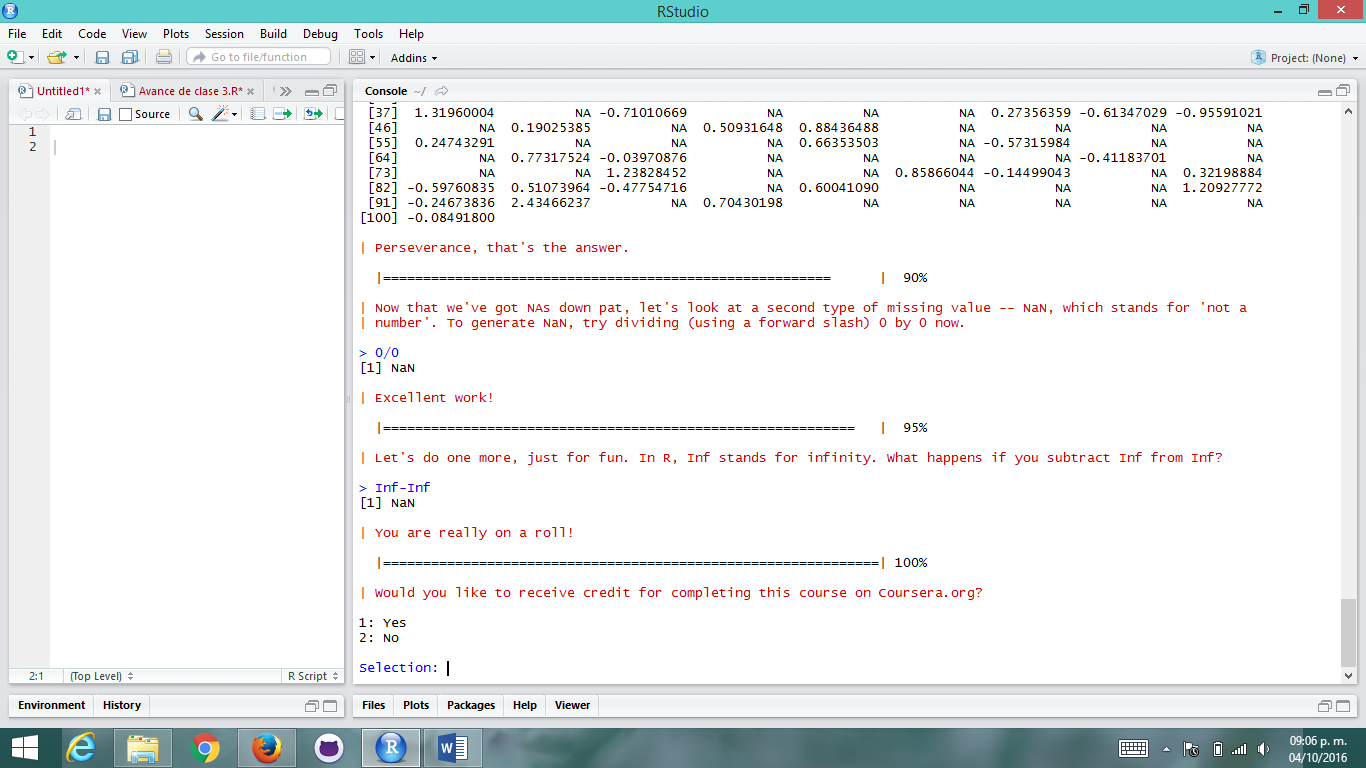 RStudio
File Edit Code View Plots Session Build Debug Tools Help
Go to file/function Addins Project: (None)
Untitled1* Avance de clase 3.R*
Source
1
2
2:1 (Top Level) R Script
Environment History
Console ~/
[37] 1.31960004 NA -0.71010669 NA NA NA 0.27356359 -0.61347029 -0.95591021
[46] NA 0.19025385 NA 0.50931648 0.88436488 NA NA NA NA
[55] 0.24743291 NA NA NA 0.66353503 NA -0.57315984 NA NA
[64] NA 0.77317524 -0.03970876 NA NA NA NA -0.41183701 NA
[73] NA NA 1.23828452 NA NA 0.85866044 -0.14499043 NA 0.32198884
[82] -0.59760835 0.51073964 -0.47754716 NA 0.60041090 NA NA NA 1.20927772
[91] -0.24673836 2.43466237 NA 0.70430198 NA NA NA NA NA
[100] -0.08491800
| Perseverance, that's the answer.
|======================================================== | 90%
| Now that we've got NAs down pat, let's look at a second type of missing value -- NaN, which stands for 'not a
| number'. To generate NaN, try dividing (using a forward slash) 0 by 0 now.
> 0/0
[1] NaN
| Excellent work!
|=========================================================== | 95%
| Let's do one more, just for fun. In R, Inf stands for infinity. What happens if you subtract Inf from Inf?
> Inf-Inf
[1] NaN
| You are really on a roll!
|==============================================================| 100%
| Would you like to receive credit for completing this course on Coursera.org?
1: Yes
2: No
Selection:
Files Plots Packages Help Viewer
09:06 p. m.
04/10/2016